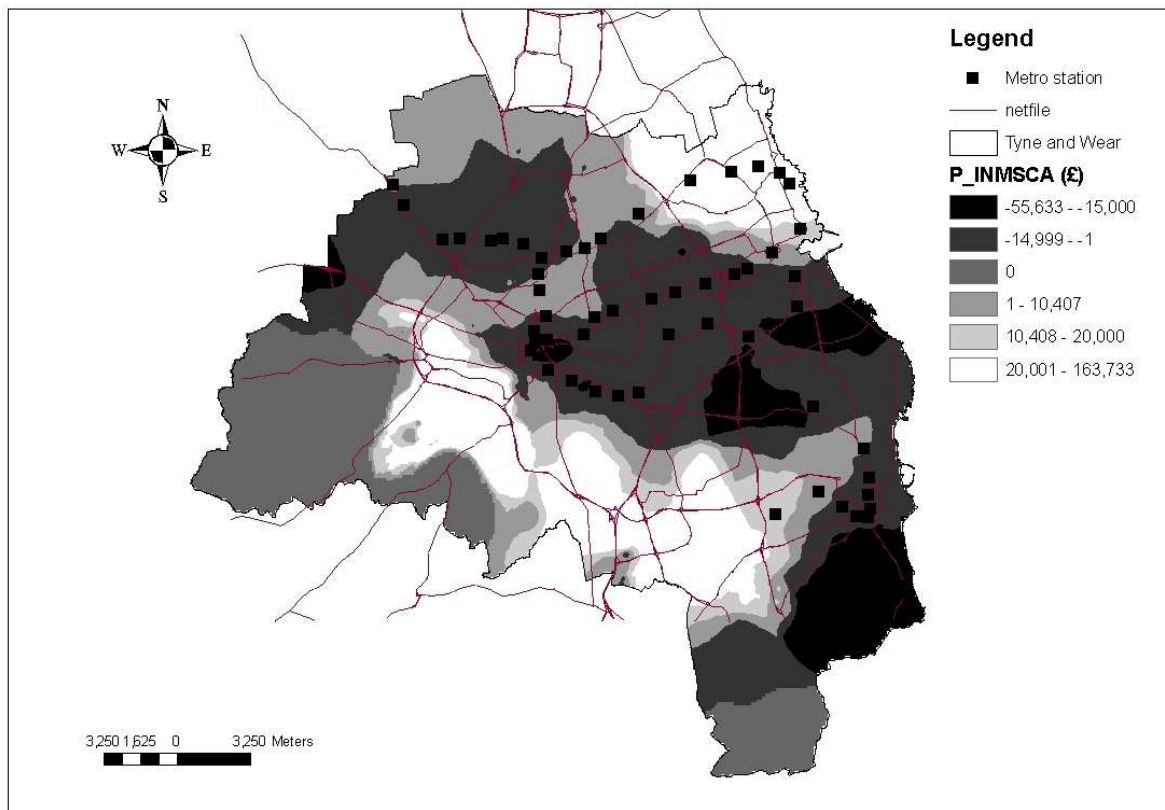 N
W E
S
Legend
Metro station
netfile
Tyne and Wear
P_INMSCA (£)
-55,633 - -15,000
-14,999 - -1
0
1 - 10,407
10,408 - 20,000
20,001 - 163,733
3,250 1,625 0 3,250 Meters